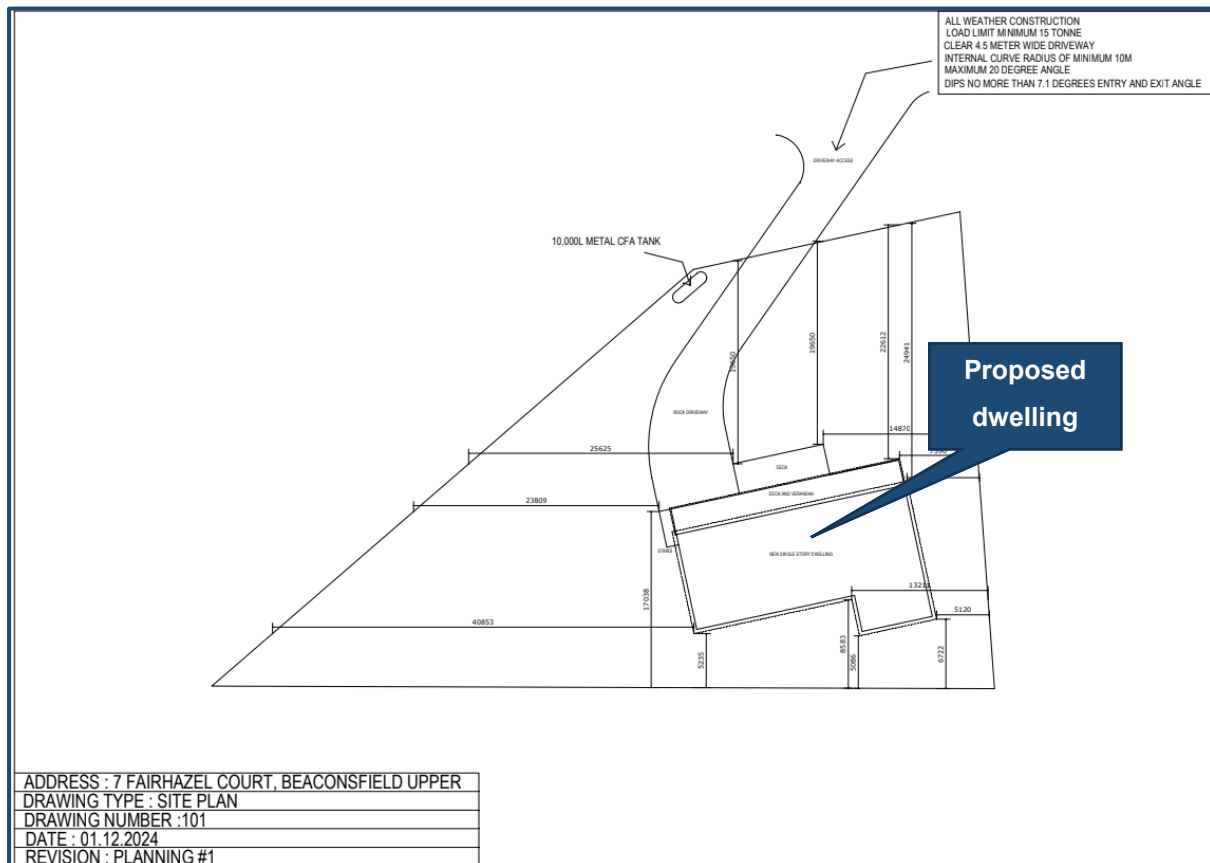 ALL WEATHER CONSTRUCTION
LOAD LIMIT MINIMUM 15 TONNE
CLEAR 4.5 METER WIDE DRIVEWAY
INTERNAL CURVE RADIUS OF MINIMUM 10M
MAXIMUM 20 DEGREE ANGLE
DIPS NO MORE THAN 7.1 DEGREES ENTRY AND EXIT ANGLE
DRIVEWAY ACCESS
10,000L METAL CFA TANK
19650
22612
24941
Proposed
dwelling
ROCK DRIVEWAY
14870
25625
DECK
DECK AND VERANDAH
23809
STAIRS
NEW SINGLE STORY DWELLING
17038
40853
5120
5235
8583
5086
6722
ADDRESS : 7 FAIRHAZEL COURT, BEACONSFIELD UPPER
DRAWING TYPE : SITE PLAN
DRAWING NUMBER :101
DATE : 01.12.2024
REVISION : PLANNING #1